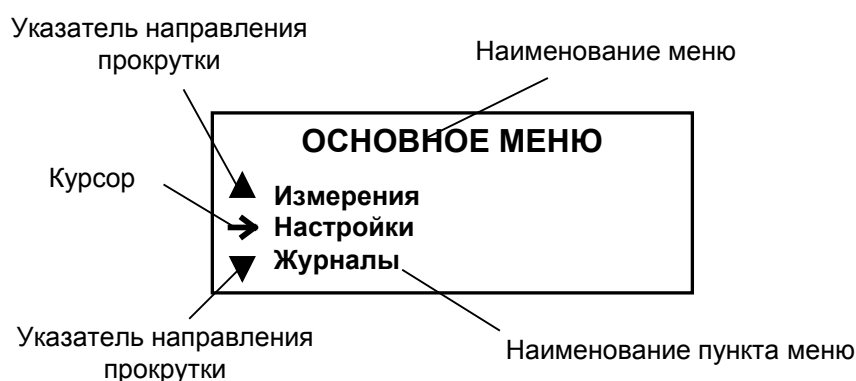 Указатель направления
прокрутки
Наименование меню
ОСНОВНОЕ МЕНЮ
Курсор
Измерения
Настройки
Журналы
Указатель направления
прокрутки
Наименование пункта меню